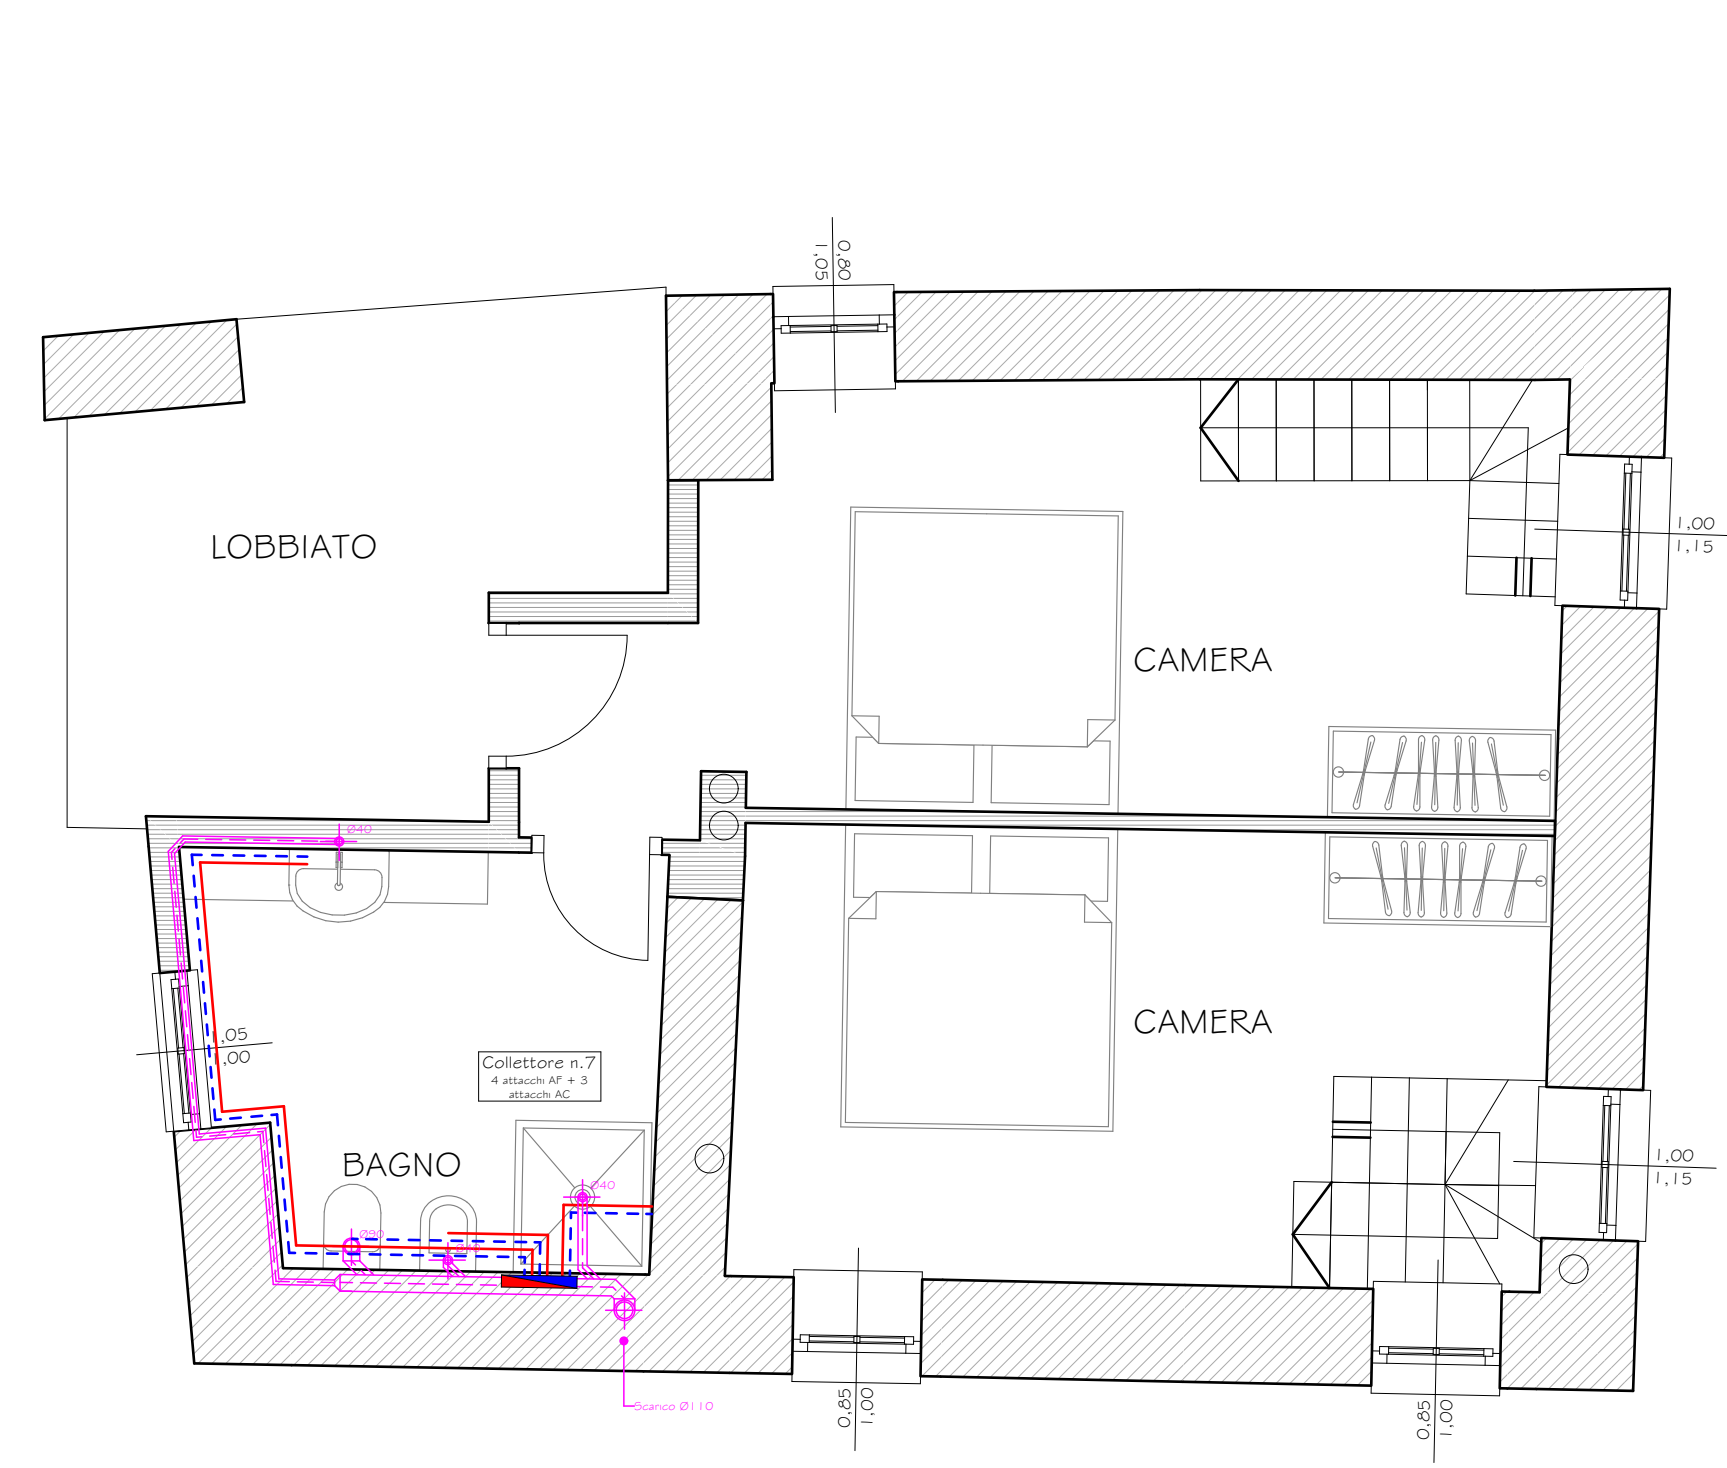 0,80
1,05
1,00
1,15
LOBBIATO
CAMERA
Ø40
CAMERA
1,05
1,00
Collettore n.7
4 attacchi AF + 3
attacchi AC
BAGNO
1,00
1,15
Ø40
Ø90
Ø40
0,85
1,00
0,85
1,00
Scarico Ø110